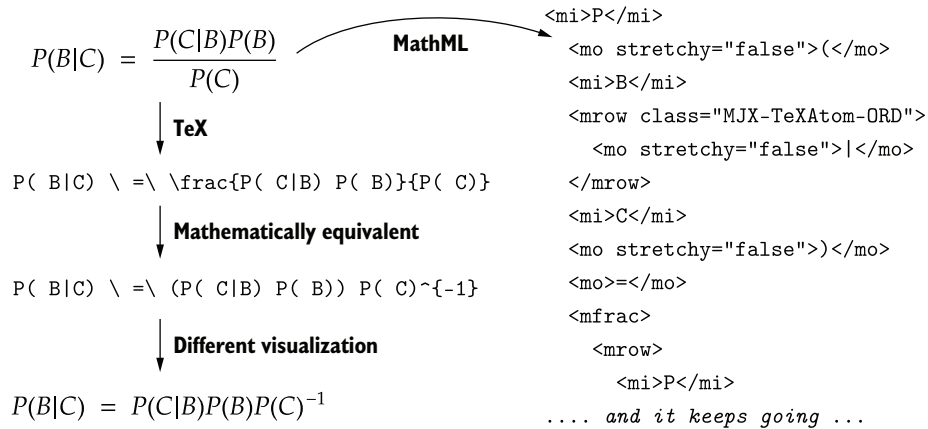 P(B|C) = P(C|B)P(B) / P(C)
MathML
TeX
P( B|C) \ =\ \frac{P( C|B) P( B)}{P( C)}
Mathematically equivalent
P( B|C) \ =\ (P( C|B) P( B)) P( C)^{-1}
Different visualization
P(B|C) = P(C|B)P(B)P(C)⁻¹
<mi>P</mi>
<mo stretchy="false">(</mo>
<mi>B</mi>
<mrow class="MJX-TeXAtom-ORD">
<mo stretchy="false">|</mo>
</mrow>
<mi>C</mi>
<mo stretchy="false">)</mo>
<mo>=</mo>
<mfrac>
<mrow>
<mi>P</mi>
.... and it keeps going ...